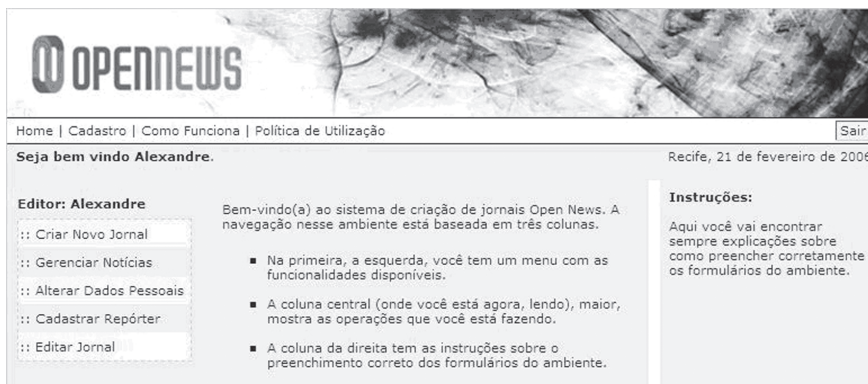 OPENNEWS
Home | Cadastro | Como Funciona | Política de Utilização
Sair
Seja bem vindo Alexandre.
Recife, 21 de fevereiro de 2006
Editor: Alexandre
:: Criar Novo Jornal
:: Gerenciar Notícias
:: Alterar Dados Pessoais
:: Cadastrar Repórter
:: Editar Jornal
Bem-vindo(a) ao sistema de criação de jornais Open News. A
navegação nesse ambiente está baseada em três colunas.
▪ Na primeira, a esquerda, você tem um menu com as
funcionalidades disponíveis.
▪ A coluna central (onde você está agora, lendo), maior,
mostra as operações que você está fazendo.
▪ A coluna da direita tem as instruções sobre o
preenchimento correto dos formulários do ambiente.
Instruções:
Aqui você vai encontrar
sempre explicações sobre
como preencher corretamente
os formulários do ambiente.